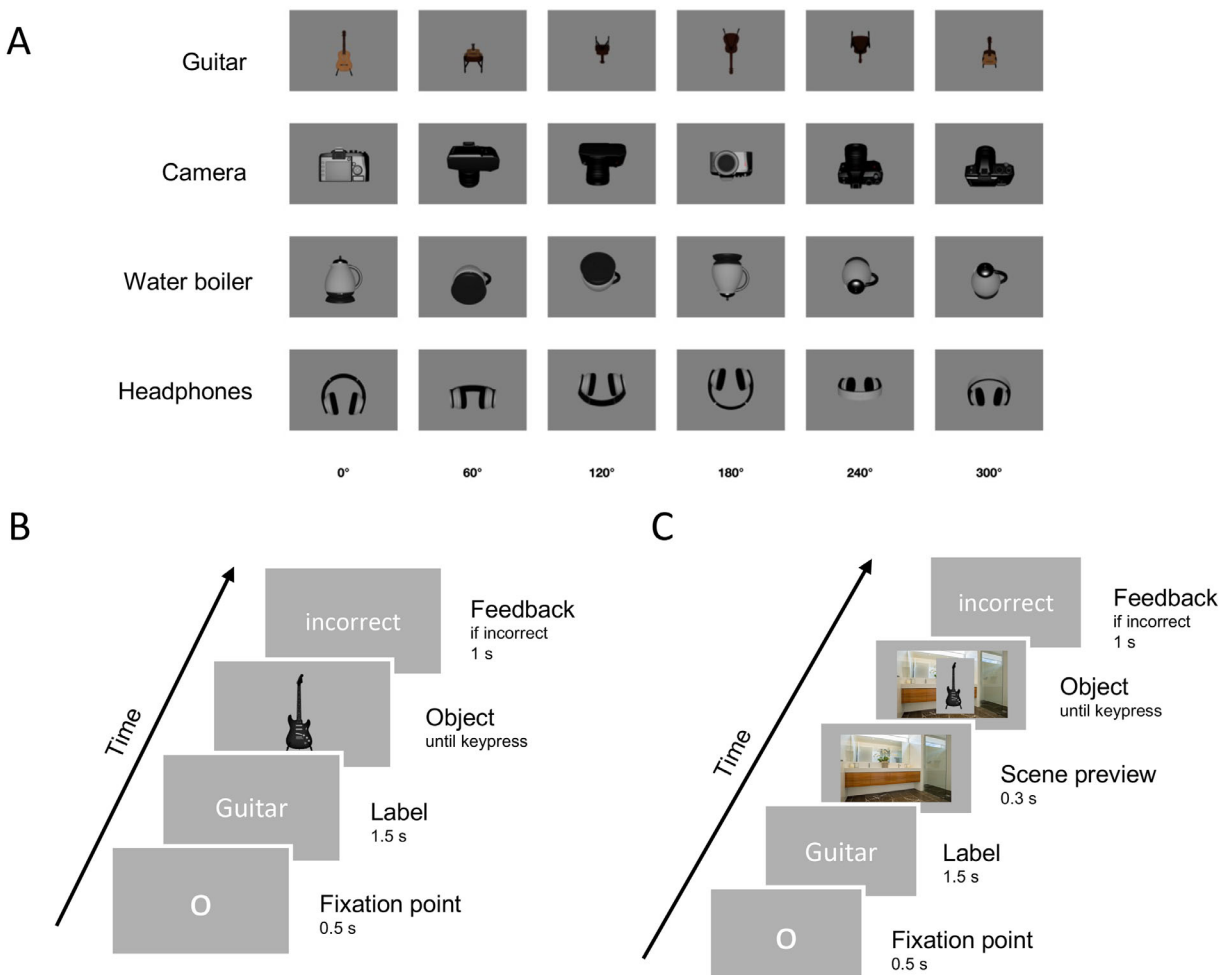 A
Guitar
Camera
Water boiler
Headphones
0° 60° 120° 180° 240° 300°
B
Time
incorrect
Feedback
if incorrect
1 s
Object
until keypress
Guitar
Label
1.5 s
O
Fixation point
0.5 s
C
Time
incorrect
Feedback
if incorrect
1 s
Object
until keypress
Scene preview
0.3 s
Guitar
Label
1.5 s
O
Fixation point
0.5 s